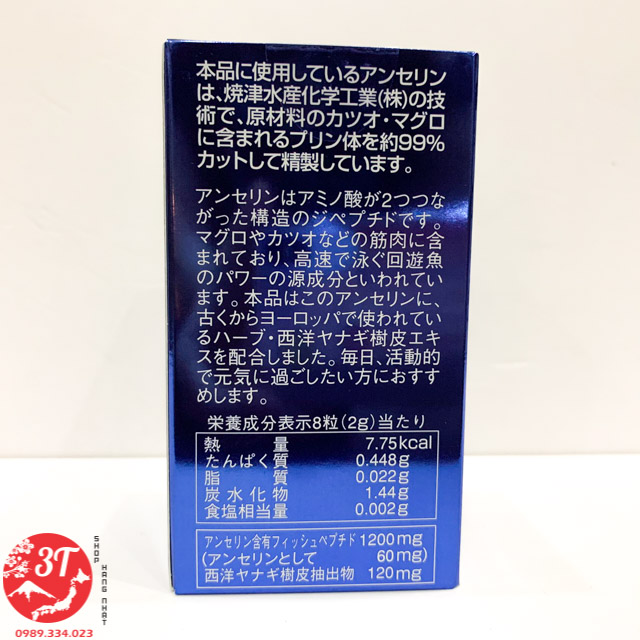 本品に使用しているアンセリン
は、焼津水産化学工業(株)の技
術で、原材料のカツオ・マグロ
に含まれるプリン体を約99%
カットして精製しています。
アンセリンはアミノ酸が2つつな
がった構造のジペプチドです。
マグロやカツオなどの筋肉に含
まれており、高速で泳ぐ回遊魚
のパワーの源成分といわれてい
ます。本品はこのアンセリンに、
古くからヨーロッパで使われてい
るハーブ・西洋ヤナギ樹皮エキ
スを配合しました。毎日、活動的
で元気に過ごしたい方におすす
めします。
栄養成分表示8粒(2g)当たり
熱量 7.75kcal
たんぱく質 0.448g
脂質 0.022g
炭水化物 1.44g
食塩相当量 0.002g
アンセリン含有フィッシュペプチド 1200mg
(アンセリンとして 60mg)
西洋ヤナギ樹皮抽出物 120mg
3T
SHOP HANG NHAT
0989.334.023